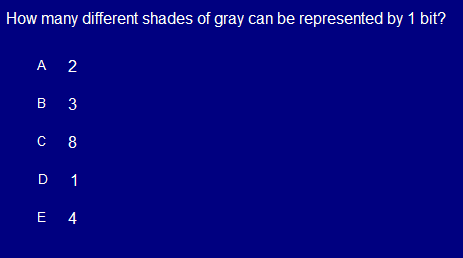 How many different shades of gray can be represented by 1 bit?
A 2
B 3
C 8
D 1
E 4